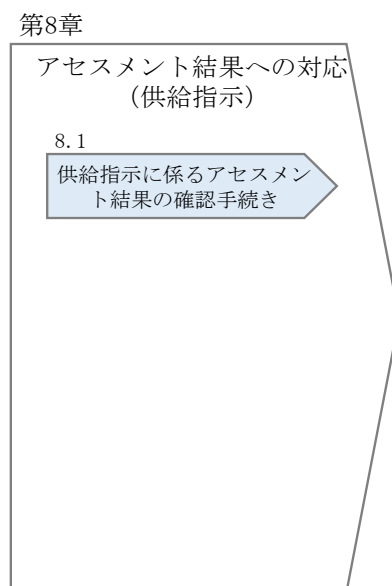 第8章
アセスメント結果への対応
（供給指示）
8.1
供給指示に係るアセスメン
ト結果の確認手続き